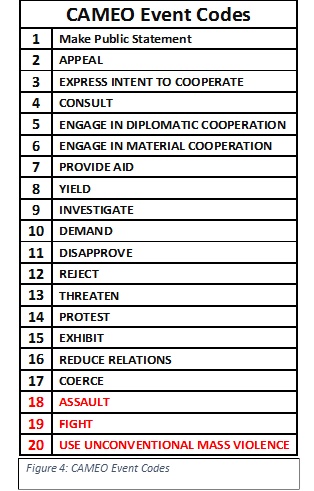 CAMEO Event Codes
1 Make Public Statement
2 APPEAL
3 EXPRESS INTENT TO COOPERATE
4 CONSULT
5 ENGAGE IN DIPLOMATIC COOPERATION
6 ENGAGE IN MATERIAL COOPERATION
7 PROVIDE AID
8 YIELD
9 INVESTIGATE
10 DEMAND
11 DISAPPROVE
12 REJECT
13 THREATEN
14 PROTEST
15 EXHIBIT
16 REDUCE RELATIONS
17 COERCE
18 ASSAULT
19 FIGHT
20 USE UNCONVENTIONAL MASS VIOLENCE
Figure 4: CAMEO Event Codes